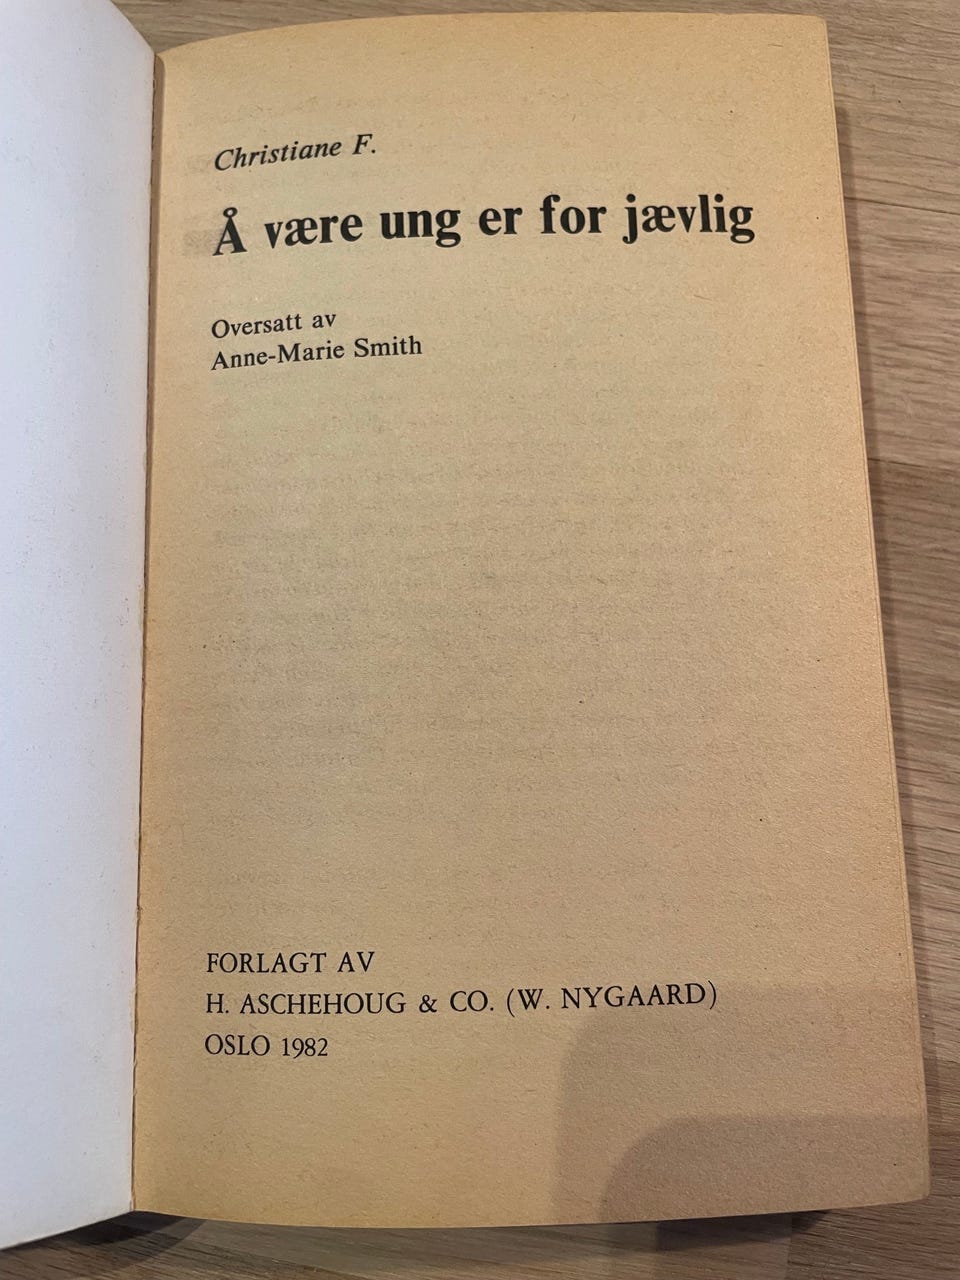 Christiane F.
Å være ung er for jævlig
Oversatt av
Anne-Marie Smith
FORLAGT AV
H. ASCHEHOUG & CO. (W. NYGAARD)
OSLO 1982